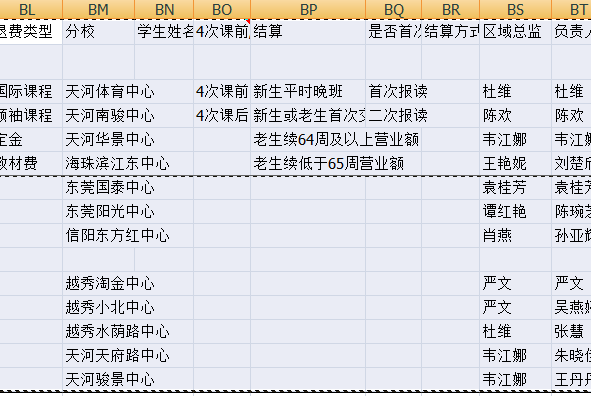 BL BM BN BO BP BQ BR BS BT
退费类型 分校 学生姓名 4次课前 结算 是否首次 结算方式 区域总监 负责人
国际课程 天河体育中心 4次课前 新生平时晚班 首次报读 杜维 杜维
领袖课程 天河南骏中心 4次课后 新生或老生首次交 二次报读 陈欢 陈欢
定金 天河华景中心 老生续64周及以上营业额 韦江娜 韦江娜
教材费 海珠滨江东中心 老生续低于65周营业额 王艳妮 刘楚欣
东莞国泰中心 袁桂芳 袁桂芳
东莞阳光中心 谭红艳 陈琬芝
信阳东方红中心 肖燕 孙亚辉
越秀淘金中心 严文 严文
越秀小北中心 严文 吴燕婷
越秀水荫路中心 杜维 张慧
天河天府路中心 韦江娜 朱晓佳
天河骏景中心 韦江娜 王丹丹